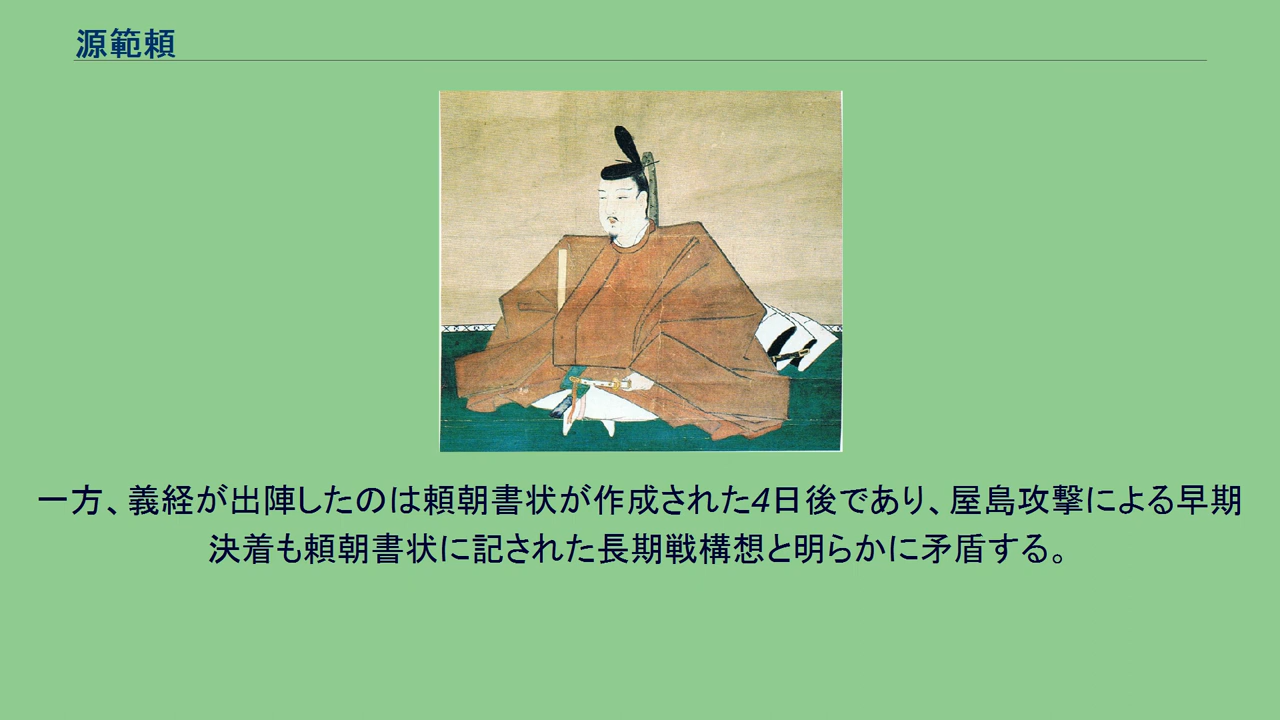 源範頼
一方、義経が出陣したのは頼朝書状が作成された4日後であり、屋島攻撃による早期
決着も頼朝書状に記された長期戦構想と明らかに矛盾する。